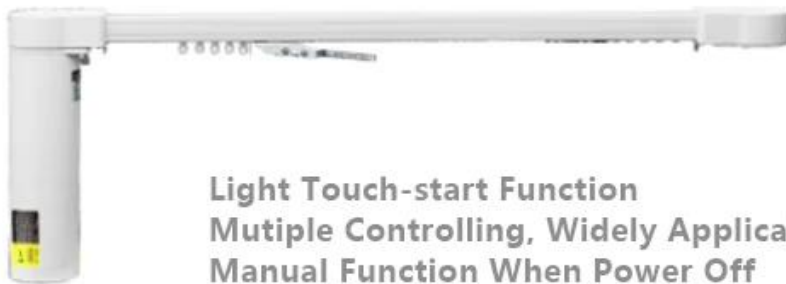 Light Touch-start Function
Mutiple Controlling, Widely Applica
Manual Function When Power Off